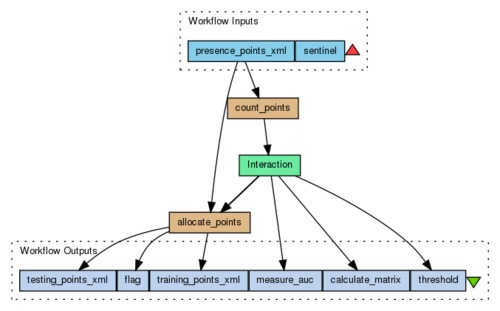 Workflow Inputs
presence_points_xml sentinel
count_points
Interaction
allocate_points
Workflow Outputs
testing_points_xml flag training_points_xml measure_auc calculate_matrix threshold